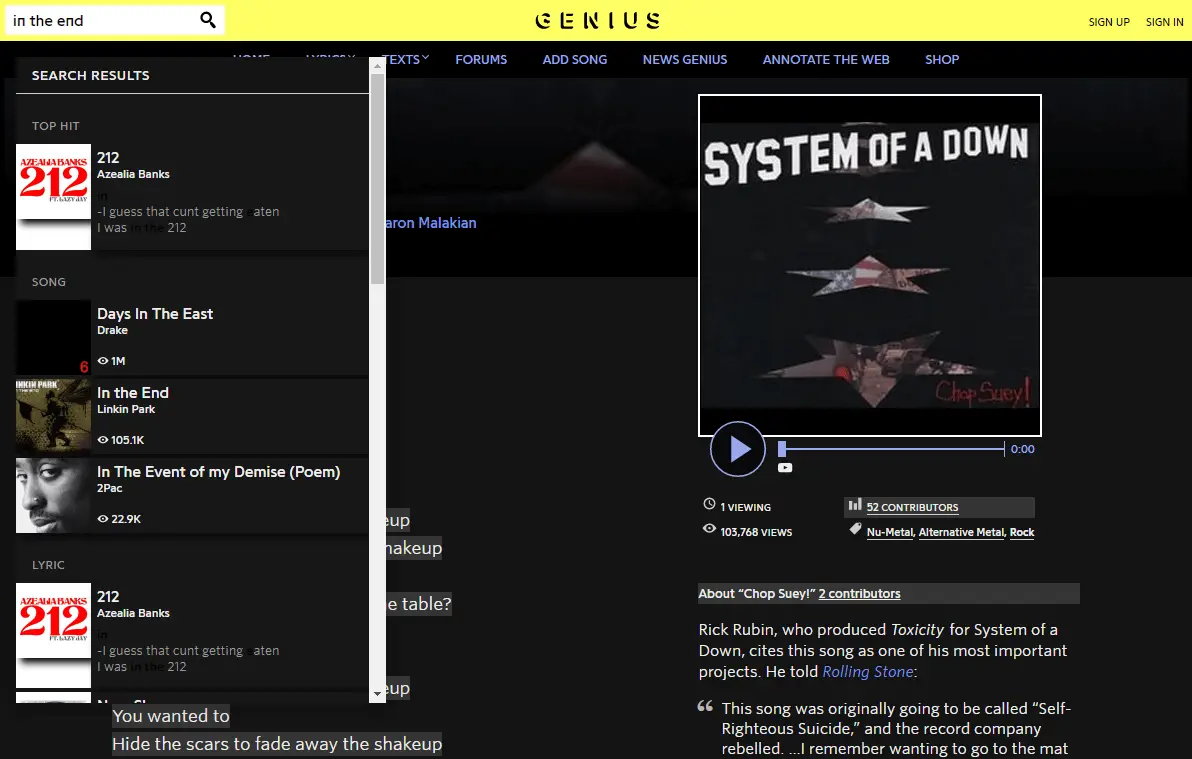 in the end
GENIUS
SIGN UP SIGN IN
HOME LYRICS TEXTS FORUMS ADD SONG NEWS GENIUS ANNOTATE THE WEB SHOP
SEARCH RESULTS
TOP HIT
AZEALIA BANKS
212
FT. LAZY JAY
212
Azealia Banks
in
-I guess that cunt getting eaten
I was in the 212
SONG
6
Days In The East
Drake
1M
LINKIN PARK
In the End
Linkin Park
105.1K
In The Event of my Demise (Poem)
2Pac
22.9K
LYRIC
AZEALIA BANKS
212
FT. LAZY JAY
212
Azealia Banks
in
-I guess that cunt getting eaten
I was in the 212
aron Malakian
eup
hakeup
e table?
eup
You wanted to
Hide the scars to fade away the shakeup
SYSTEM OF A DOWN
Chop Suey!
0:00
1 VIEWING
52 CONTRIBUTORS
103,768 VIEWS
Nu-Metal, Alternative Metal, Rock
About “Chop Suey!” 2 contributors
Rick Rubin, who produced Toxicity for System of a
Down, cites this song as one of his most important
projects. He told Rolling Stone:
“ This song was originally going to be called “Self-
Righteous Suicide,” and the record company
rebelled. ...I remember wanting to go to the mat